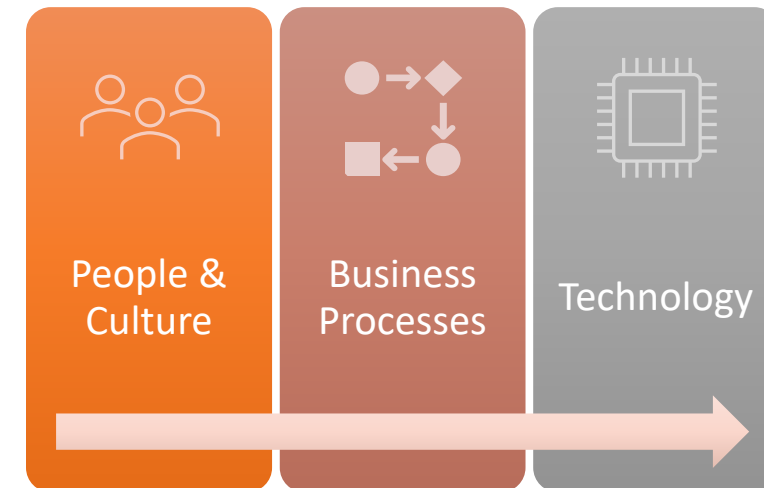 People &
Culture
Business
Processes
Technology